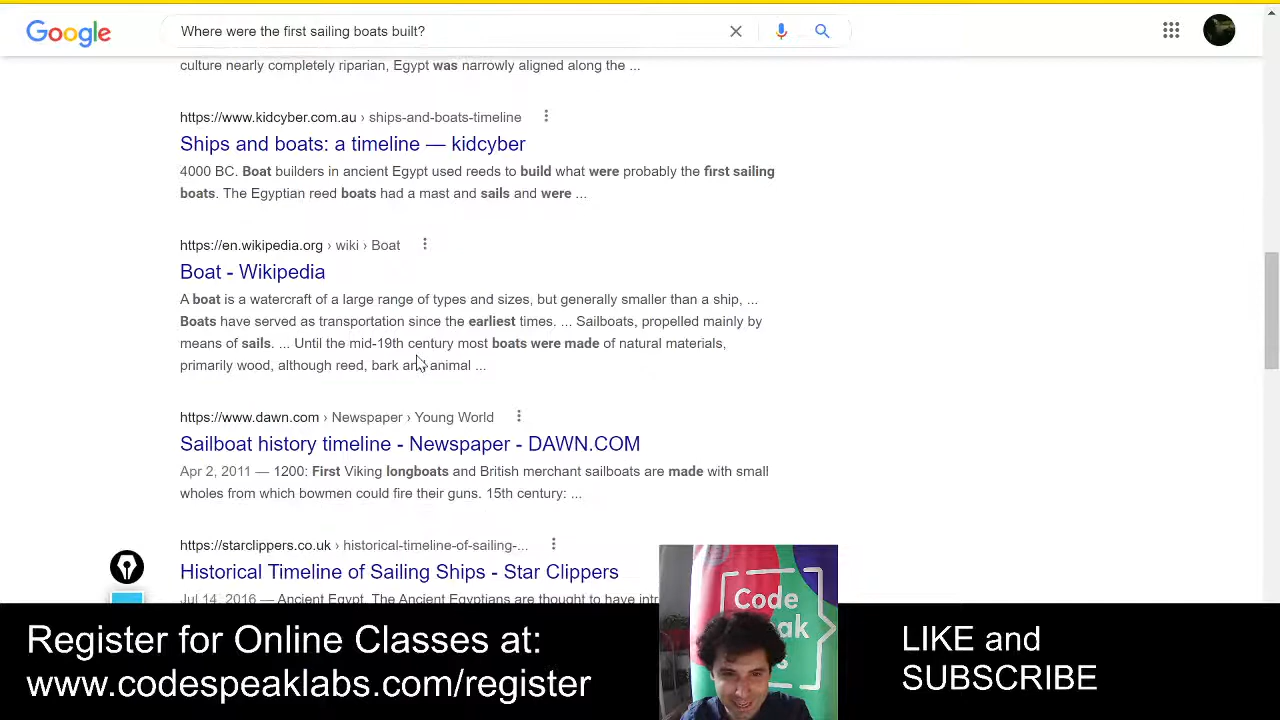 Google
Where were the first sailing boats built?
culture nearly completely riparian, Egypt was narrowly aligned along the ...
https://www.kidcyber.com.au › ships-and-boats-timeline
Ships and boats: a timeline — kidcyber
4000 BC. Boat builders in ancient Egypt used reeds to build what were probably the first sailing
boats. The Egyptian reed boats had a mast and sails and were ...
https://en.wikipedia.org › wiki › Boat
Boat - Wikipedia
A boat is a watercraft of a large range of types and sizes, but generally smaller than a ship, ...
Boats have served as transportation since the earliest times. ... Sailboats, propelled mainly by
means of sails. ... Until the mid-19th century most boats were made of natural materials,
primarily wood, although reed, bark and animal ...
https://www.dawn.com › Newspaper › Young World
Sailboat history timeline - Newspaper - DAWN.COM
Apr 2, 2011 — 1200: First Viking longboats and British merchant sailboats are made with small
wholes from which bowmen could fire their guns. 15th century: ...
https://starclippers.co.uk › historical-timeline-of-sailing-...
Historical Timeline of Sailing Ships - Star Clippers
Jul 14, 2016 — Ancient Egypt. The Ancient Egyptians are thought to have
Code
Register for Online Classes at:
www.codespeaklabs.com/register
LIKE and
SUBSCRIBE